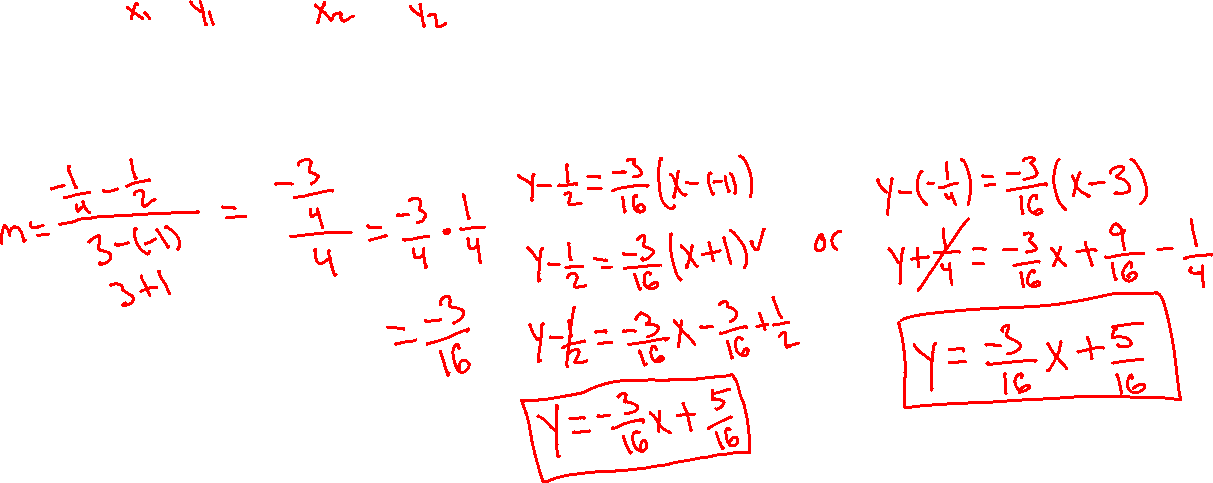 x₁ y₁ x₂ y₂
m = (-1/4 - 1/2)/(3-(-1)) = (-3/4)/4 = -3/4 · 1/4
3+1
= -3/16
y - 1/2 = -3/16 (x-(-1))
y - 1/2 = -3/16 (x+1) ✓
y - 1/2 = -3/16 x - 3/16 + 1/2
y = -3/16 x + 5/16
or
y - (-1/4) = -3/16 (x-3)
y + 1/4 = -3/16 x + 9/16 - 1/4
y = -3/16 x + 5/16